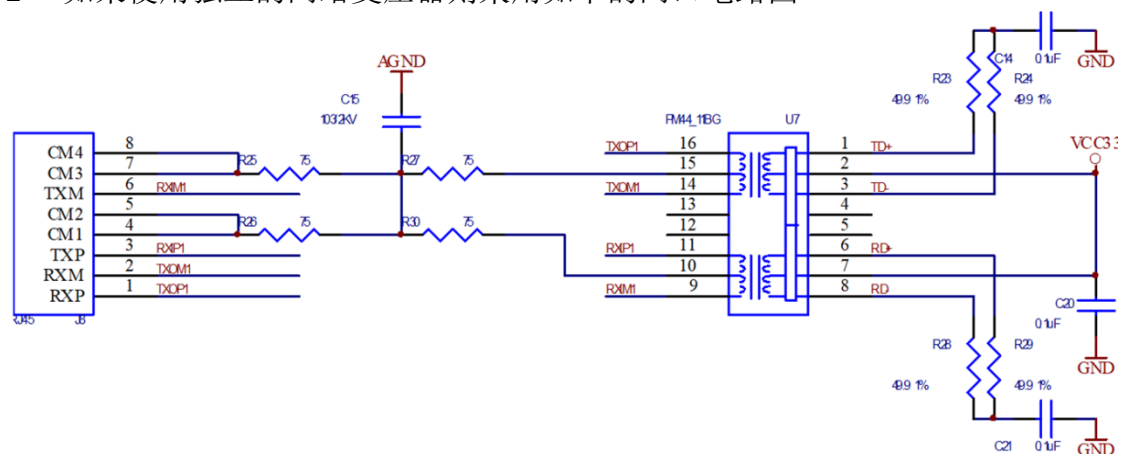 AGND
C15
1032KV
CM4 8
CM3 7
TXM 6 RXIM1
CM2 5
CM1 4
TXP 3 RXIP1
RXM 2 TXOM1
RXP 1 TXOP1
RJ45 J8
R25 75
R27 75
R26 75
R30 75
PM44_11BG U7
TXOP1 16
15
TXOM1 14
13
12
RXIP1 11
10
RXIM1 9
1 TD+
2
3 TD-
4
5
6 RD+
7
8 RD
R23
49.9 1%
R24
49.9 1%
C14
0.1uF
GND
VCC33
C20
0.1uF
GND
R28
49.9 1%
R29
49.9 1%
C21
0.1uF
GND